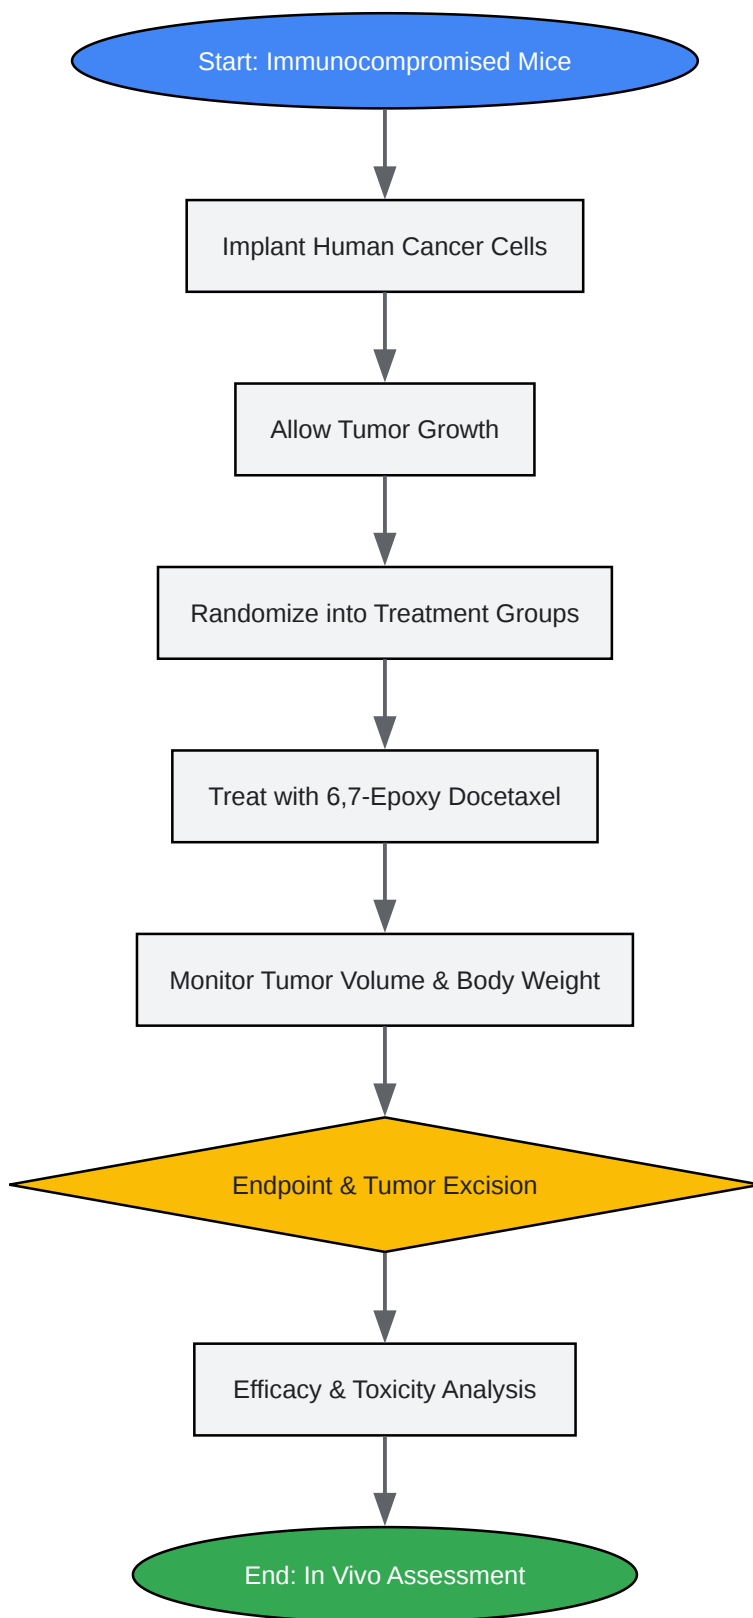 Start: Immunocompromised Mice
Implant Human Cancer Cells
Allow Tumor Growth
Randomize into Treatment Groups
Treat with 6,7-Epoxy Docetaxel
Monitor Tumor Volume & Body Weight
Endpoint & Tumor Excision
Efficacy & Toxicity Analysis
End: In Vivo Assessment